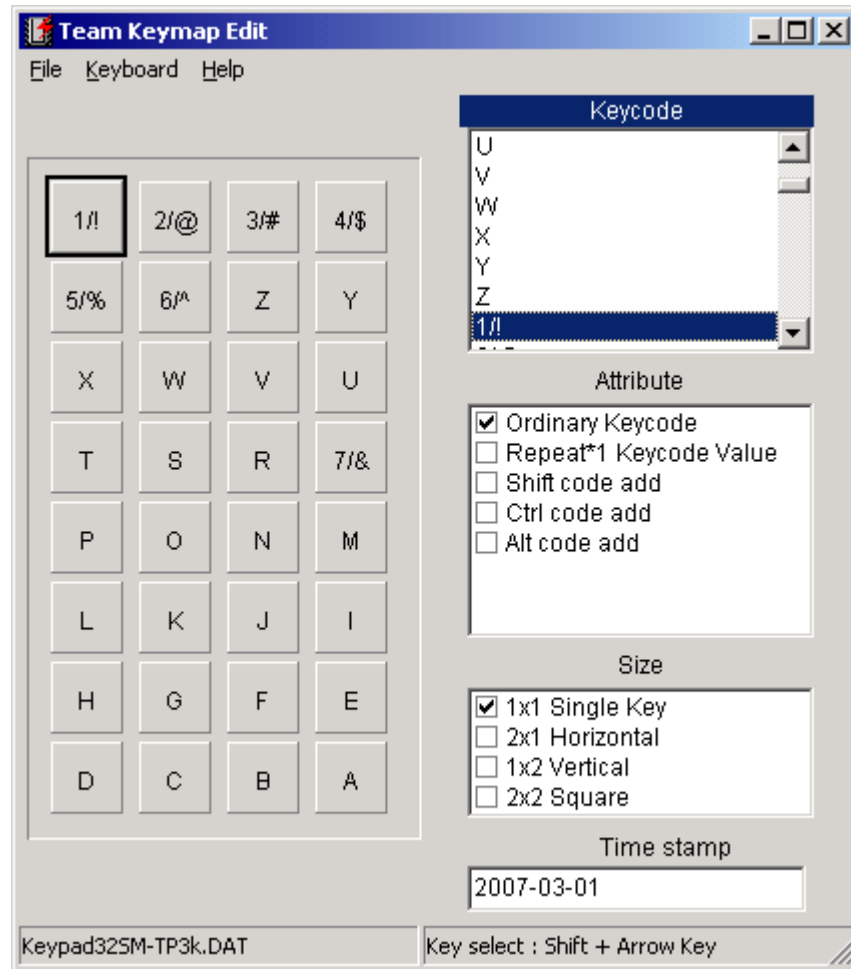 Team Keymap Edit
File Keyboard Help
1/! 2/@ 3/# 4/$
5/% 6/^ Z Y
X W V U
T S R 7/&
P O N M
L K J I
H G F E
D C B A
Keycode
U
V
W
X
Y
Z
1/!
Attribute
Ordinary Keycode
Repeat*1 Keycode Value
Shift code add
Ctrl code add
Alt code add
Size
1x1 Single Key
2x1 Horizontal
1x2 Vertical
2x2 Square
Time stamp
2007-03-01
Keypad32SM-TP3k.DAT
Key select : Shift + Arrow Key